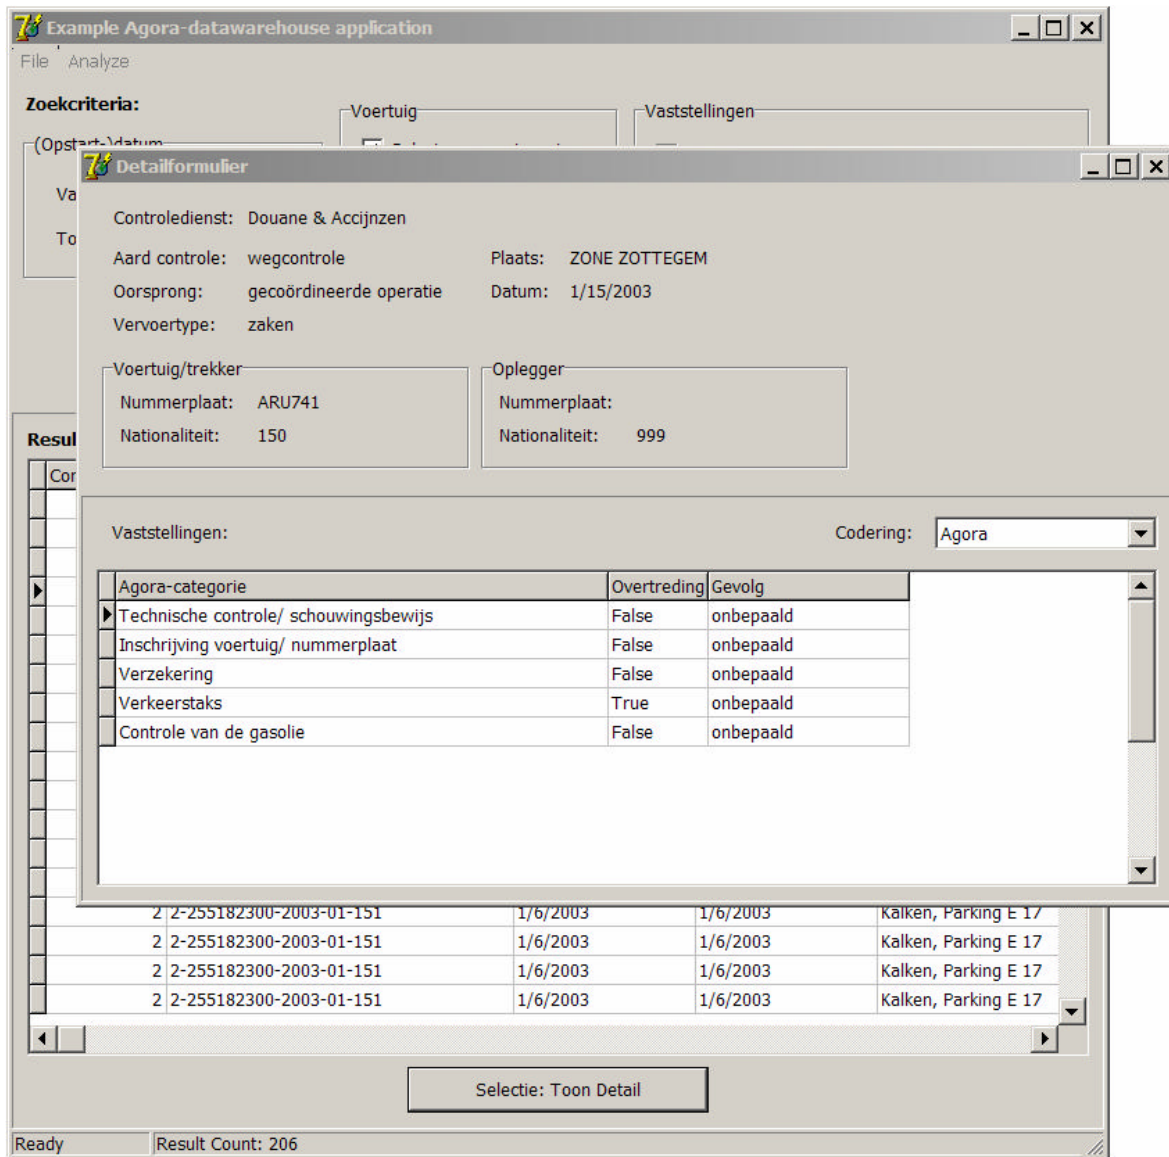 Example Agora-datawarehouse application
File Analyze
Zoekcriteria:
Voertuig Vaststellingen
(Opstart-)datum
Detailformulier
Va
To
Controledienst: Douane & Accijnzen
Aard controle: wegcontrole Plaats: ZONE ZOTTEGEM
Oorsprong: gecoördineerde operatie Datum: 1/15/2003
Vervoertype: zaken
Voertuig/trekker Oplegger
Nummerplaat: ARU741 Nummerplaat:
Nationaliteit: 150 Nationaliteit: 999
Resul
Cor
Vaststellingen: Codering: Agora
Agora-categorie Overtreding Gevolg
Technische controle/ schouwingsbewijs False onbepaald
Inschrijving voertuig/ nummerplaat False onbepaald
Verzekering False onbepaald
Verkeerstaks True onbepaald
Controle van de gasolie False onbepaald
2 2-255182300-2003-01-151 1/6/2003 1/6/2003 Kalken, Parking E 17
2 2-255182300-2003-01-151 1/6/2003 1/6/2003 Kalken, Parking E 17
2 2-255182300-2003-01-151 1/6/2003 1/6/2003 Kalken, Parking E 17
2 2-255182300-2003-01-151 1/6/2003 1/6/2003 Kalken, Parking E 17
Selectie: Toon Detail
Ready Result Count: 206